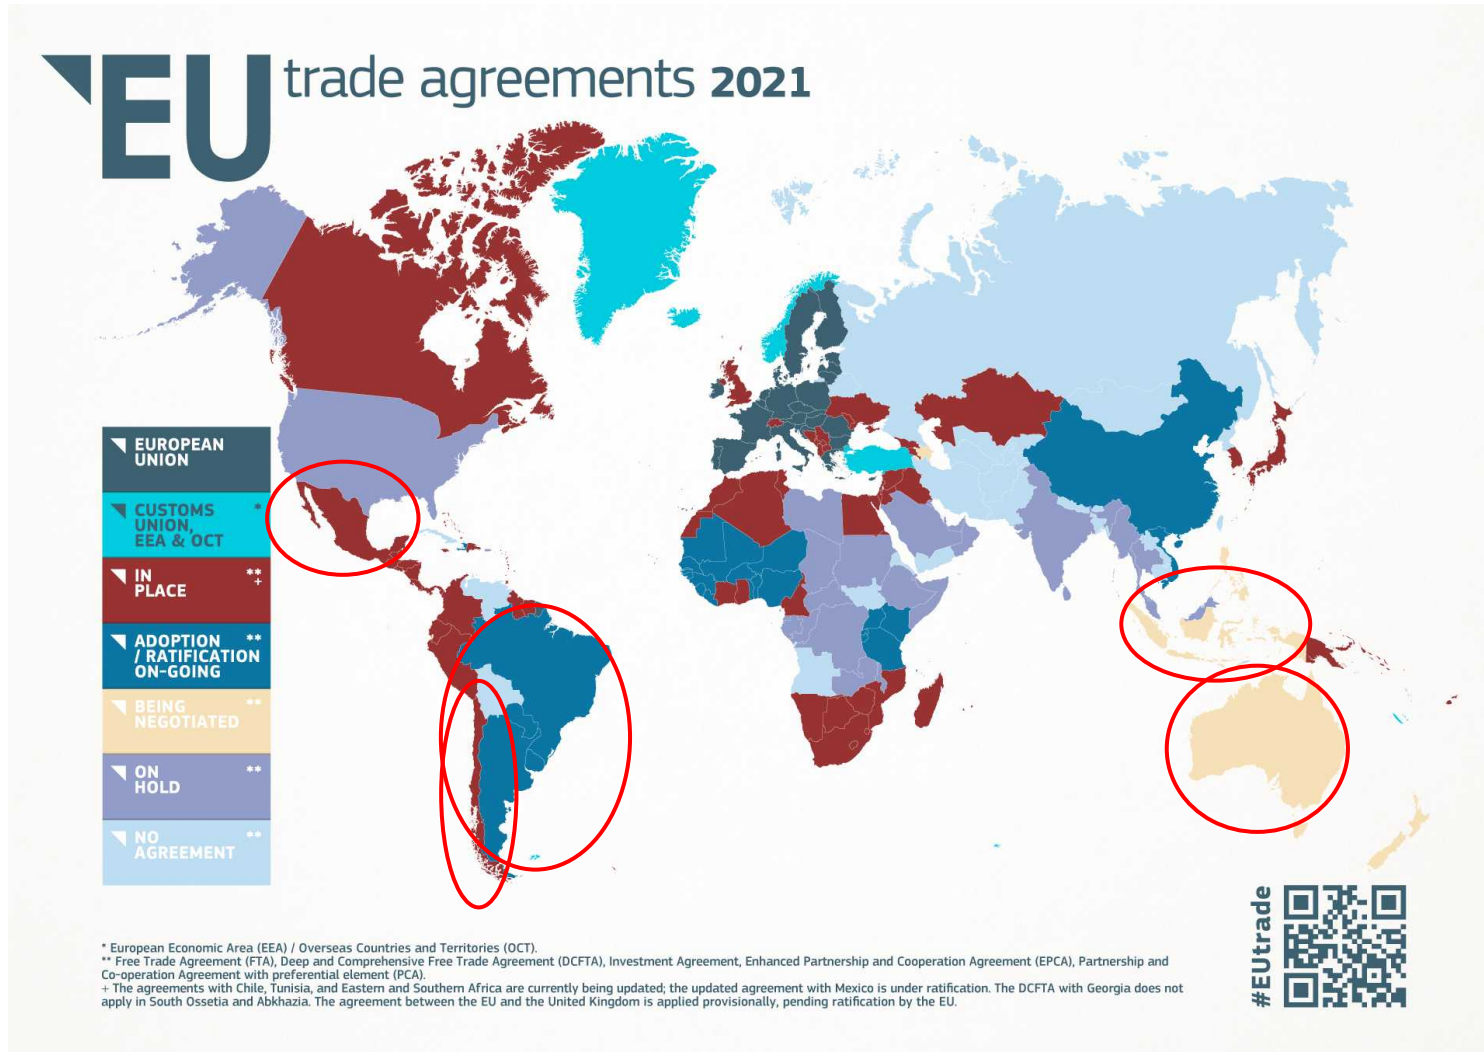 EU trade agreements 2021
EUROPEAN
UNION
CUSTOMS *
UNION,
EEA & OCT
IN **
PLACE +
ADOPTION **
/ RATIFICATION
ON-GOING
BEING **
NEGOTIATED
ON **
HOLD
NO **
AGREEMENT
#EUtrade
* European Economic Area (EEA) / Overseas Countries and Territories (OCT).
** Free Trade Agreement (FTA), Deep and Comprehensive Free Trade Agreement (DCFTA), Investment Agreement, Enhanced Partnership and Cooperation Agreement (EPCA), Partnership and
Co-operation Agreement with preferential element (PCA).
+ The agreements with Chile, Tunisia, and Eastern and Southern Africa are currently being updated; the updated agreement with Mexico is under ratification. The DCFTA with Georgia does not
apply in South Ossetia and Abkhazia. The agreement between the EU and the United Kingdom is applied provisionally, pending ratification by the EU.